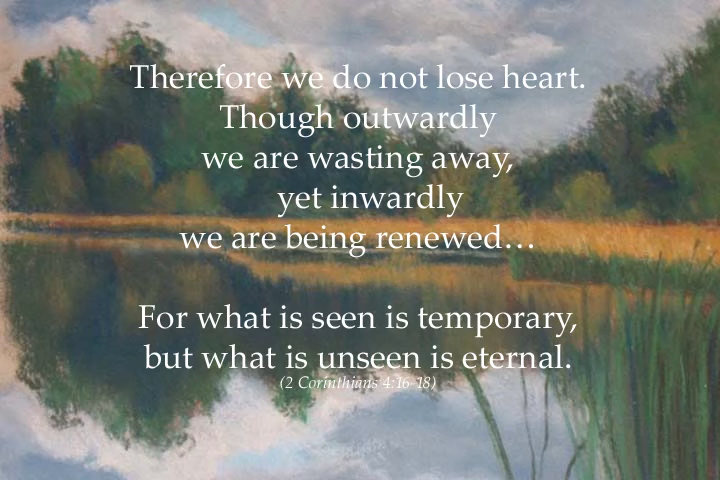 Therefore we do not lose heart.
Though outwardly
we are wasting away,
yet inwardly
we are being renewed…
For what is seen is temporary,
but what is unseen is eternal.
(2 Corinthians 4:16-18)